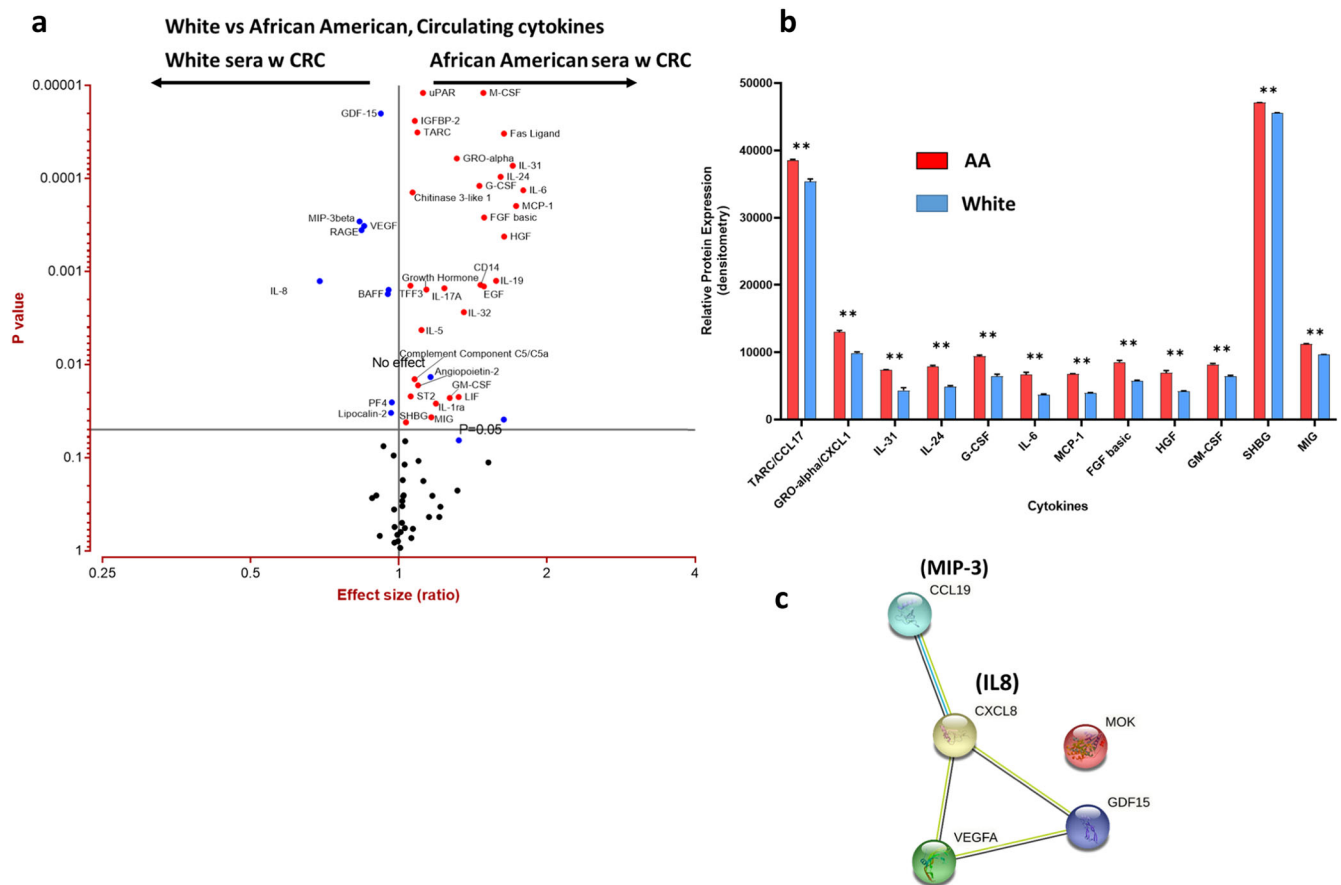 a
White vs African American, Circulating cytokines
White sera w CRC
African American sera w CRC
0.00001
0.0001
0.001
0.01
0.1
1
P value
uPAR
M-CSF
GDF-15
IGFBP-2
TARC
Fas Ligand
GRO-alpha
IL-31
IL-24
G-CSF
IL-6
Chitinase 3-like 1
MCP-1
MIP-3beta
VEGF
FGF basic
RAGE
HGF
CD14
Growth Hormone
IL-19
IL-8
BAFF
TFF3
IL-17A
EGF
IL-32
IL-5
Complement Component C5/C5a
No effect
Angiopoietin-2
GM-CSF
PF4
ST2
LIF
IL-1ra
Lipocalin-2
SHBG
MIG
P=0.05
0.25
0.5
1
2
4
Effect size (ratio)
b
50000
40000
30000
20000
10000
0
Relative Protein Expression
(densitometry)
**
**
**
**
**
**
**
**
**
**
**
**
AA
White
TARC/CCL17
GRO-alpha/CXCL1
IL-31
IL-24
G-CSF
IL-6
MCP-1
FGF basic
HGF
GM-CSF
SHBG
MIG
Cytokines
c
(MIP-3)
CCL19
(IL8)
CXCL8
MOK
GDF15
VEGFA